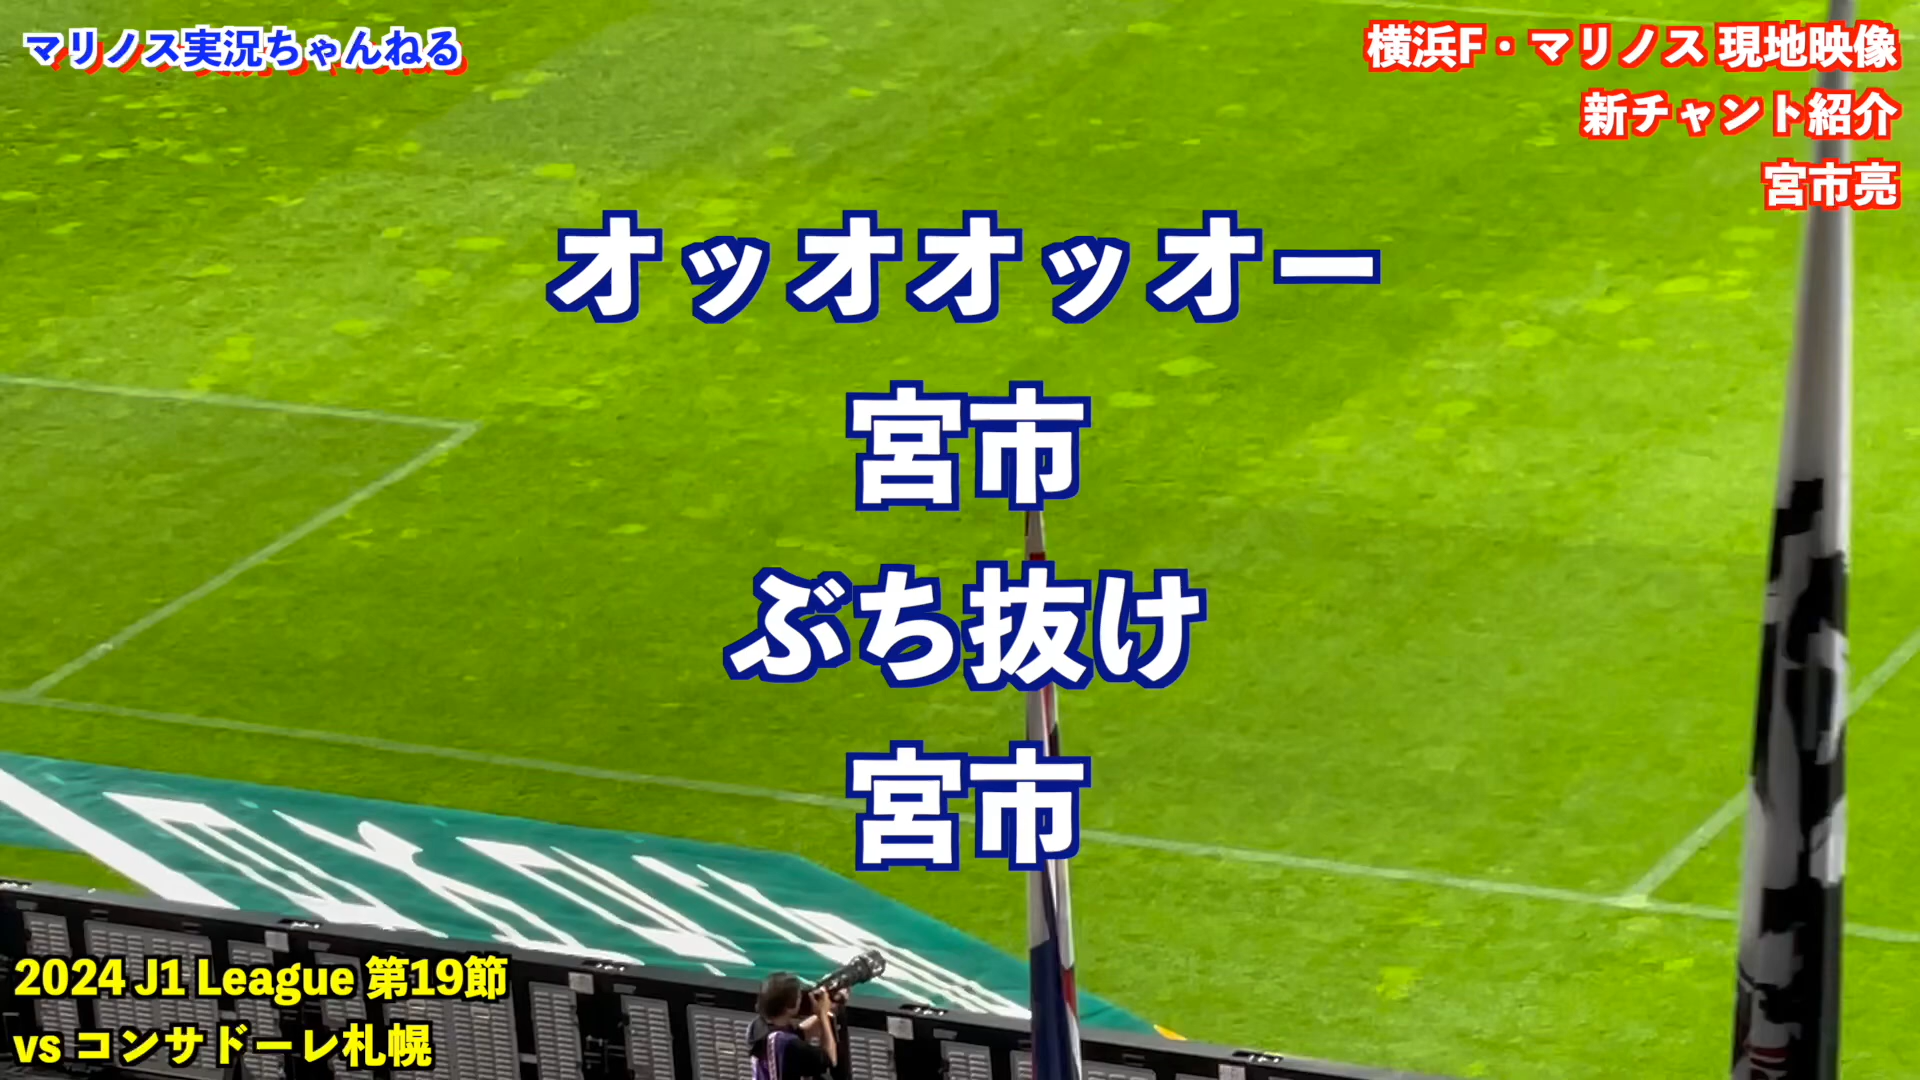 マリノス実況ちゃんねる
横浜F・マリノス 現地映像
新チャント紹介
宮市亮
オッオオッオー
宮市
ぶち抜け
宮市
2024 J1 League 第19節
vs コンサドーレ札幌